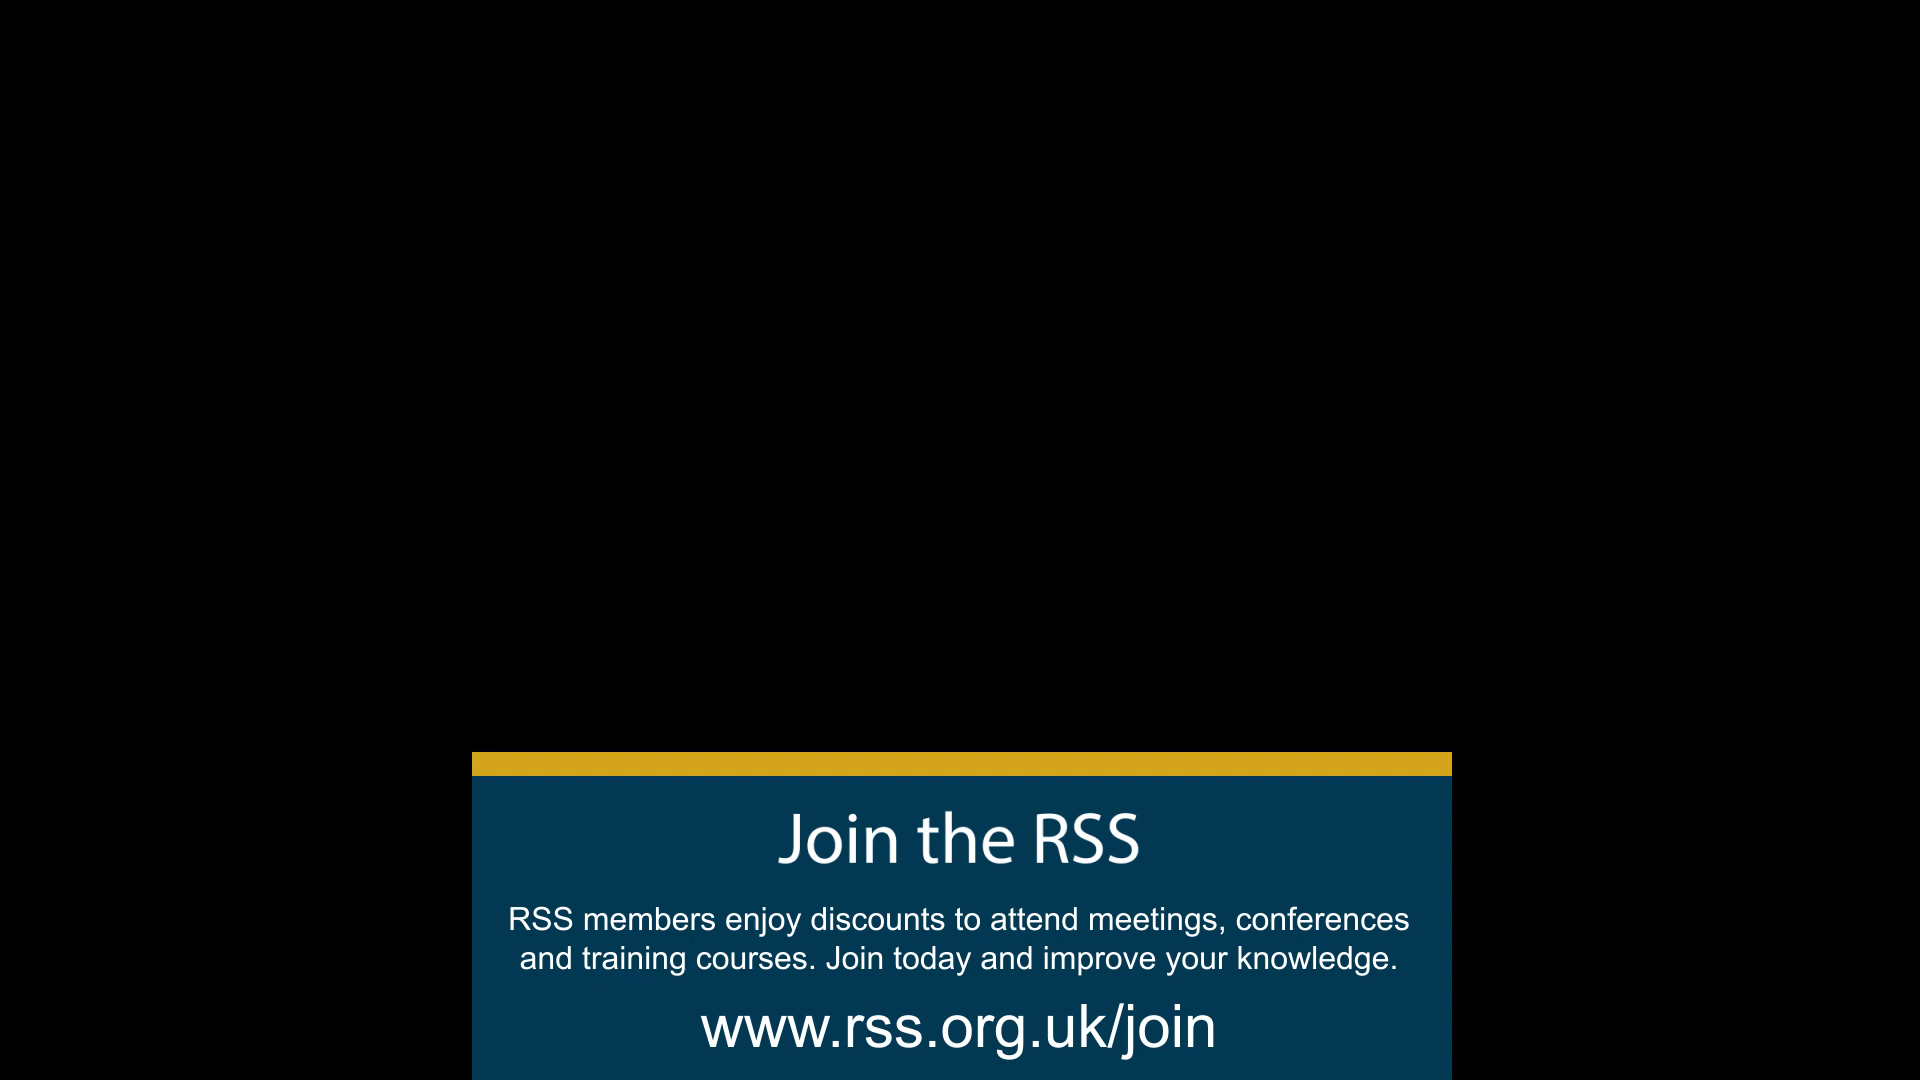 Join the RSS
RSS members enjoy discounts to attend meetings, conferences
and training courses. Join today and improve your knowledge.
www.rss.org.uk/join